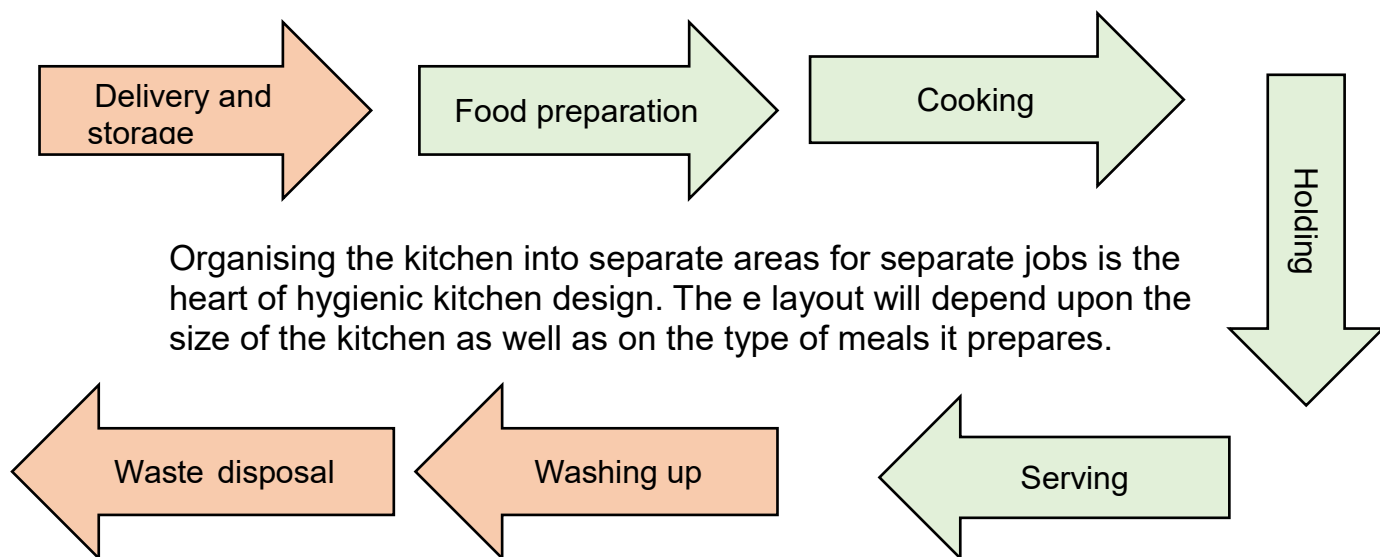 Delivery and
storage
Food preparation
Cooking
Holding
Organising the kitchen into separate areas for separate jobs is the
heart of hygienic kitchen design. The e layout will depend upon the
size of the kitchen as well as on the type of meals it prepares.
Serving
Washing up
Waste disposal